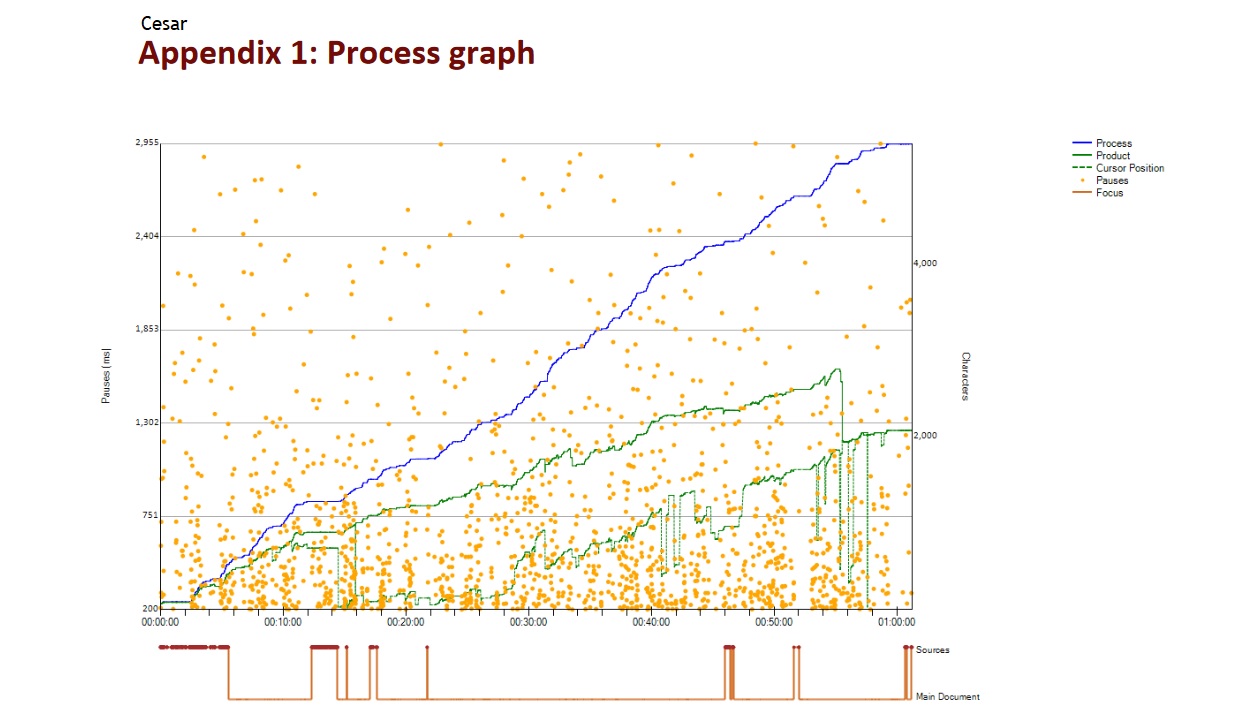 Cesar
Appendix 1: Process graph
2,955
2,404
1,853
1,302
751
200
Pauses (ms)
4,000
2,000
Characters
00:00:00
00:10:00
00:20:00
00:30:00
00:40:00
00:50:00
01:00:00
Process
Product
Cursor Position
Pauses
Focus
Sources
Main Document